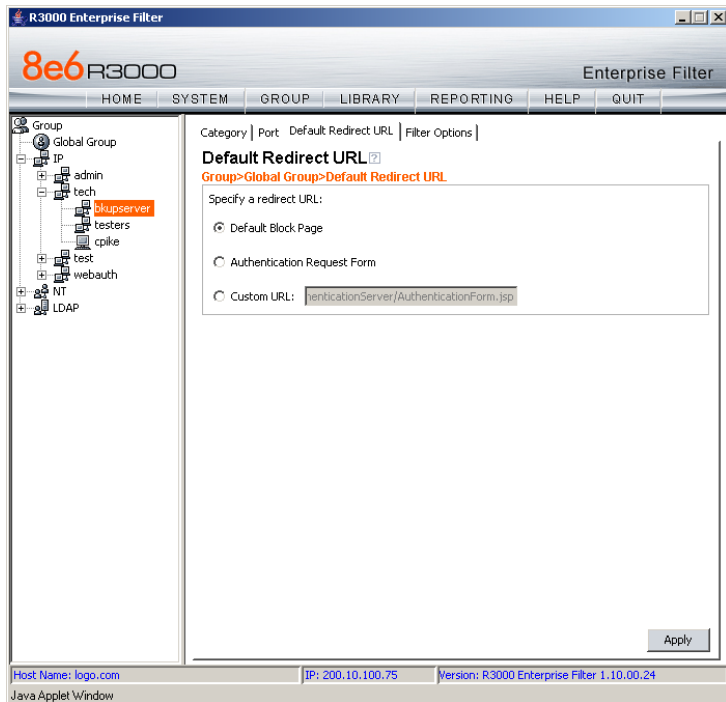 R3000 Enterprise Filter
8e6 R3000
Enterprise Filter
HOME SYSTEM GROUP LIBRARY REPORTING HELP QUIT
Group
Global Group
IP
admin
tech
bkupserver
testers
cpike
test
webauth
NT
LDAP
Category Port Default Redirect URL Filter Options
Default Redirect URL ?
Group>Global Group>Default Redirect URL
Specify a redirect URL:
Default Block Page
Authentication Request Form
Custom URL: henticationServer/AuthenticationForm.jsp
Apply
Host Name: logo.com IP: 200.10.100.75 Version: R3000 Enterprise Filter 1.10.00.24
Java Applet Window